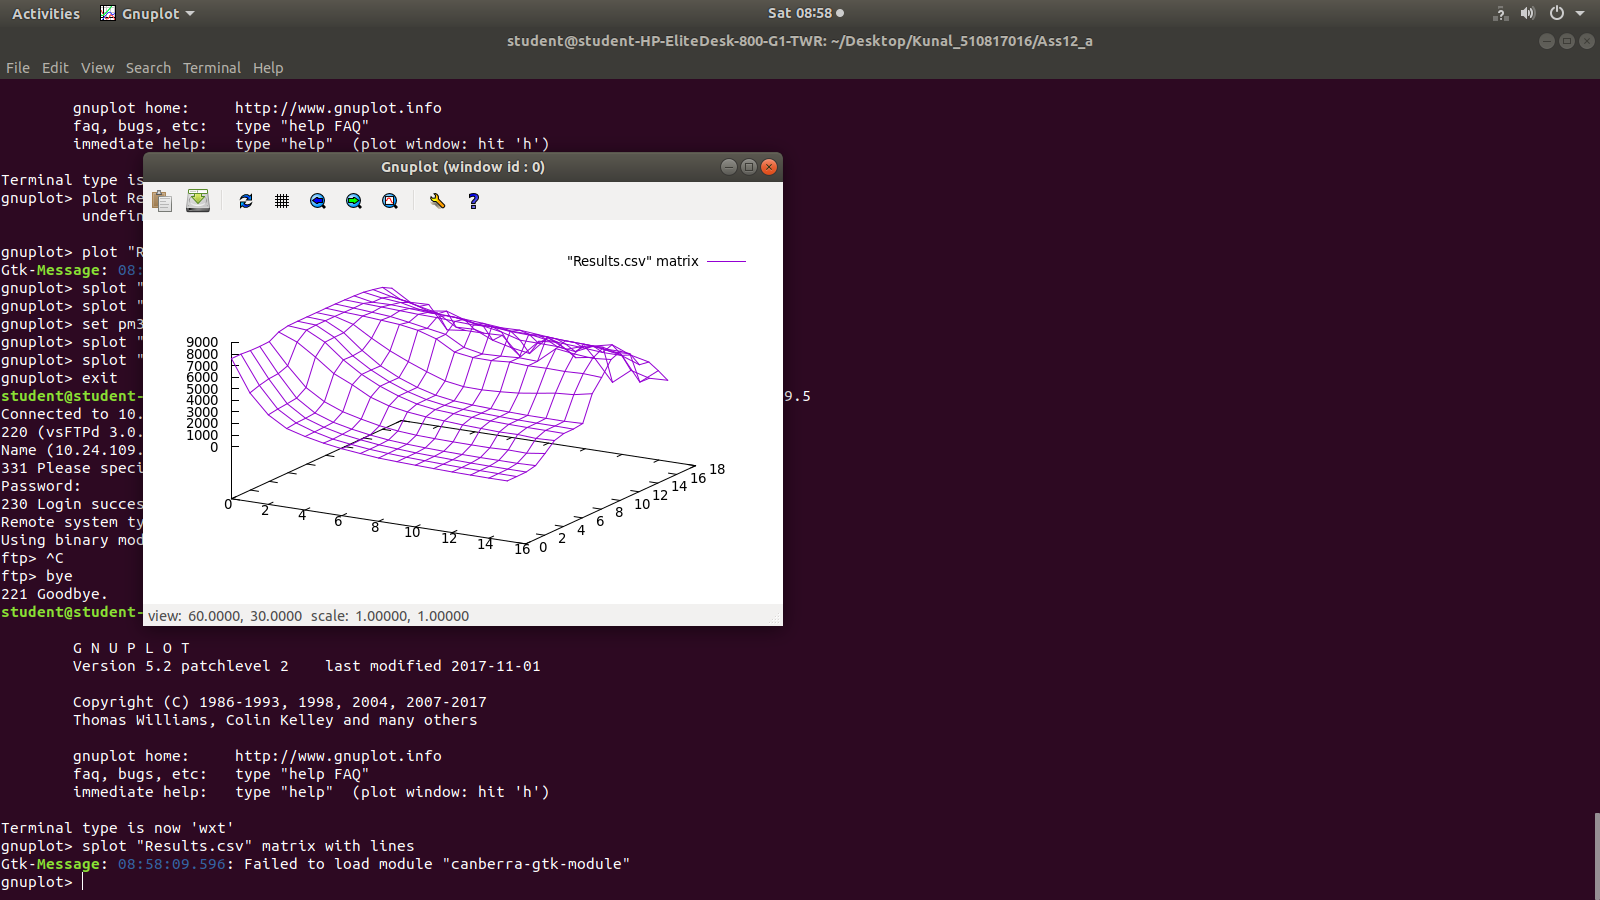 Activities Gnuplot Sat 08:58
student@student-HP-EliteDesk-800-G1-TWR: ~/Desktop/Kunal_510817016/Ass12_a
File Edit View Search Terminal Help
gnuplot home: http://www.gnuplot.info
faq, bugs, etc: type "help FAQ"
immediate help: type "help" (plot window: hit 'h')
Terminal type is
gnuplot> plot Re
undefin
gnuplot> plot "R
Gtk-Message: 08:
gnuplot> splot "
gnuplot> splot "
gnuplot> set pm3
gnuplot> splot "
gnuplot> splot "
gnuplot> exit
student@student- 9.5
Connected to 10.
220 (vsFTPd 3.0.
Name (10.24.109.
331 Please speci
Password:
230 Login succes
Remote system ty
Using binary mod
ftp> ^C
ftp> bye
221 Goodbye.
student@student-
Gnuplot (window id : 0)
"Results.csv" matrix
9000
8000
7000
6000
5000
4000
3000
2000
1000
0
0 2 4 6 8 10 12 14 16
0 2 4 6 8 10 12 14 16 18
view: 60.0000, 30.0000 scale: 1.00000, 1.00000
G N U P L O T
Version 5.2 patchlevel 2 last modified 2017-11-01
Copyright (C) 1986-1993, 1998, 2004, 2007-2017
Thomas Williams, Colin Kelley and many others
gnuplot home: http://www.gnuplot.info
faq, bugs, etc: type "help FAQ"
immediate help: type "help" (plot window: hit 'h')
Terminal type is now 'wxt'
gnuplot> splot "Results.csv" matrix with lines
Gtk-Message: 08:58:09.596: Failed to load module "canberra-gtk-module"
gnuplot>